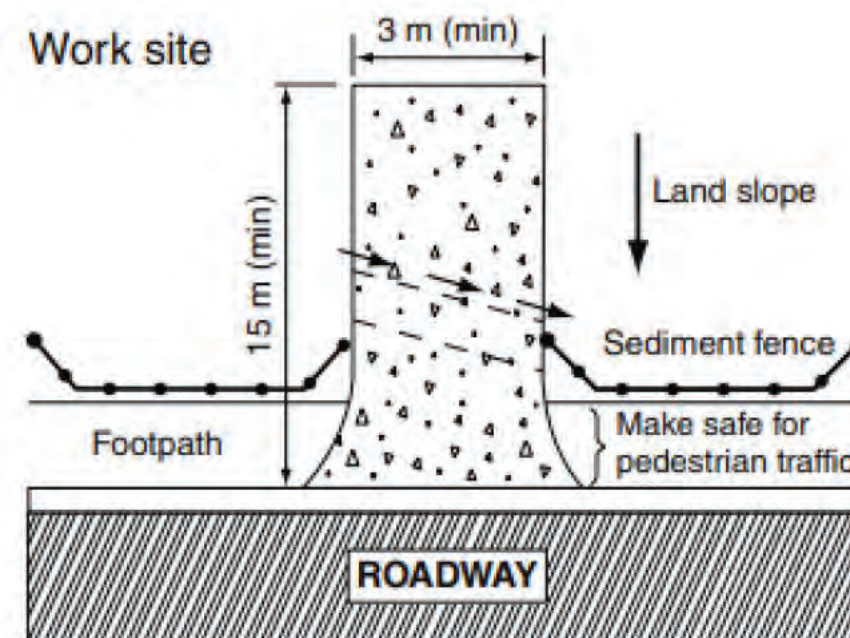 Work site
3 m (min)
15 m (min)
Land slope
Sediment fence
Footpath
Make safe for
pedestrian traffic
ROADWAY